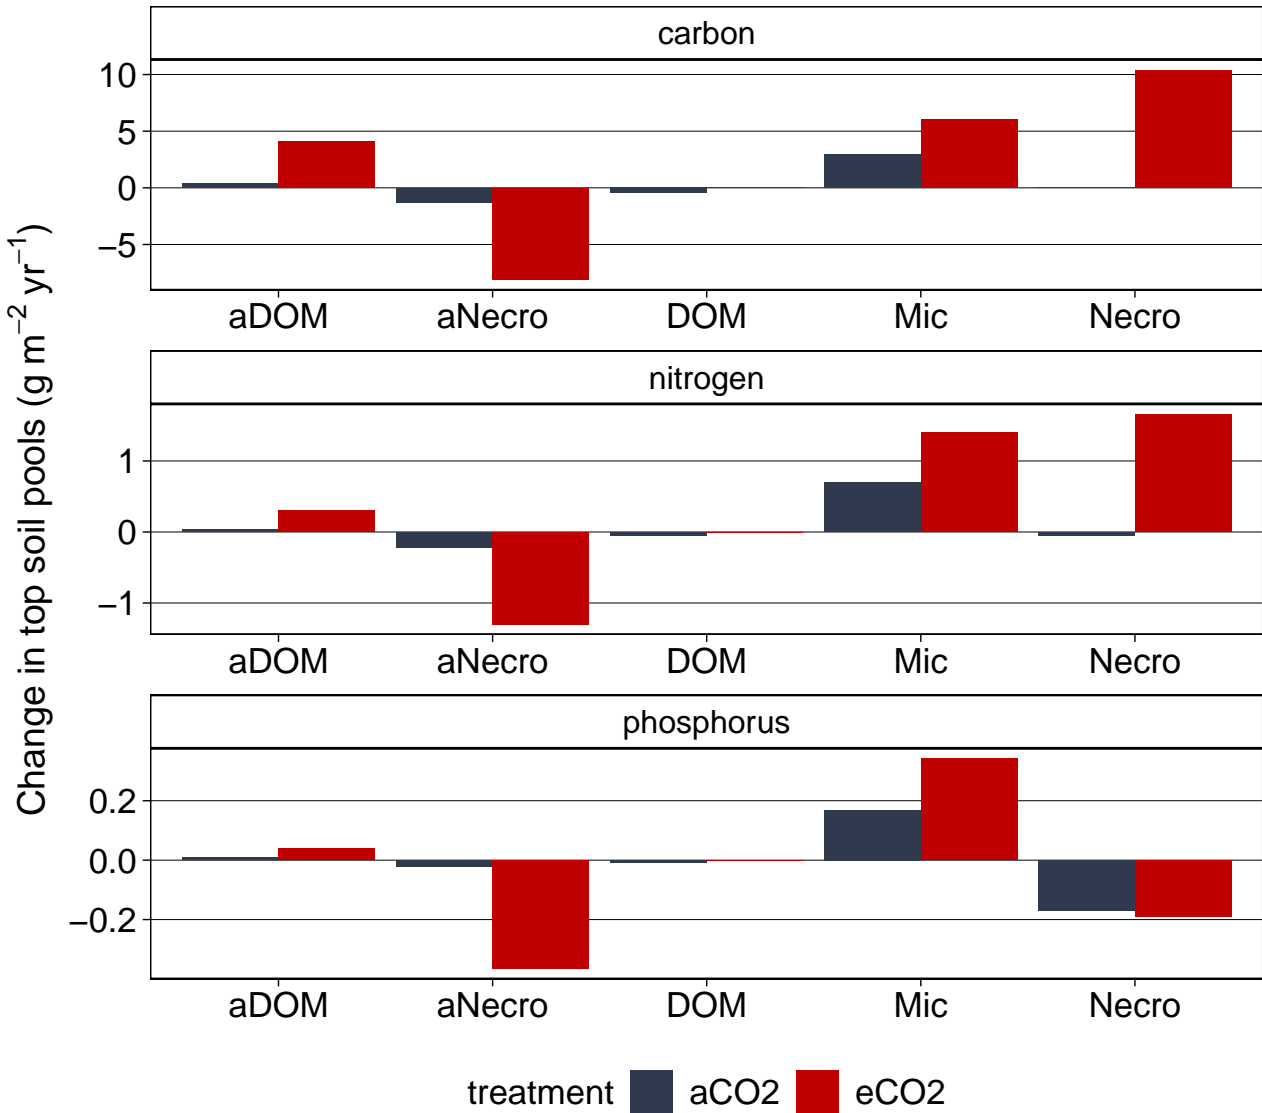 Change in top soil pools (g m⁻² yr⁻¹)
carbon
10
5
0
−5
aDOM aNecro DOM Mic Necro
nitrogen
1
0
−1
aDOM aNecro DOM Mic Necro
phosphorus
0.2
0.0
−0.2
aDOM aNecro DOM Mic Necro
treatment aCO2 eCO2